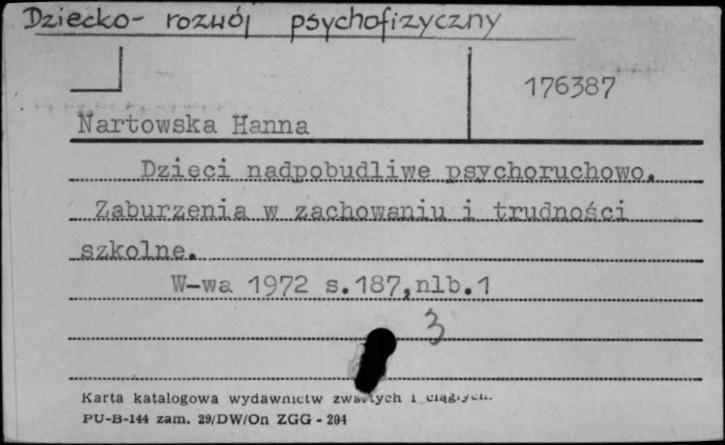 Dziecko- rozwój psychofizyczny
176387
Nartowska Hanna
Dzieci nadpobudliwe psychoruchowo.
Zaburzenia w zachowaniu i trudności
szkolne.
W-wa 1972 s.187,nlb.1
3
Karta katalogowa wydawnictw zwartych i ciągłych.
PU-B-144 zam. 29/DW/On ZGG - 204